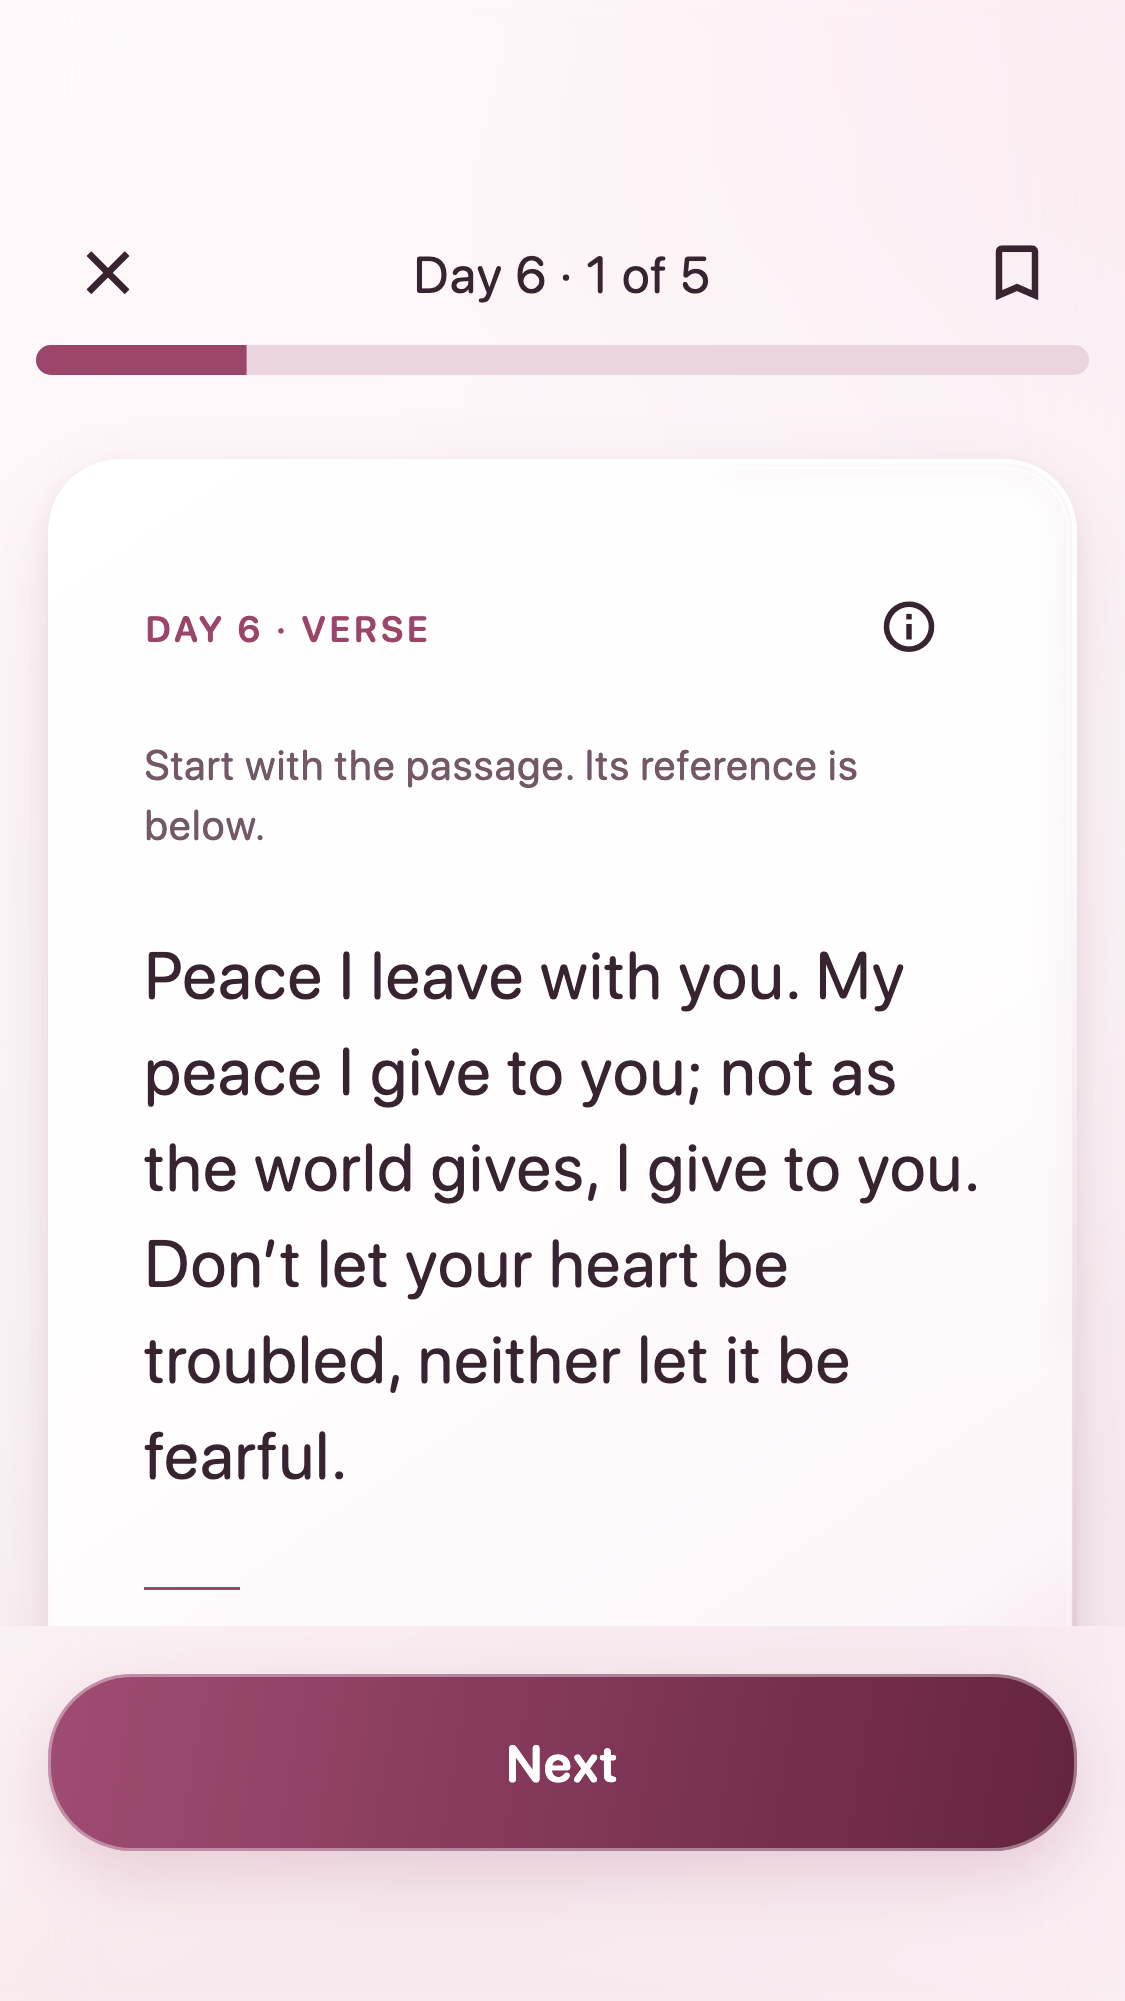 Day 6 · 1 of 5
DAY 6 · VERSE
Start with the passage. Its reference is
below.
Peace I leave with you. My
peace I give to you; not as
the world gives, I give to you.
Don’t let your heart be
troubled, neither let it be
fearful.
Next